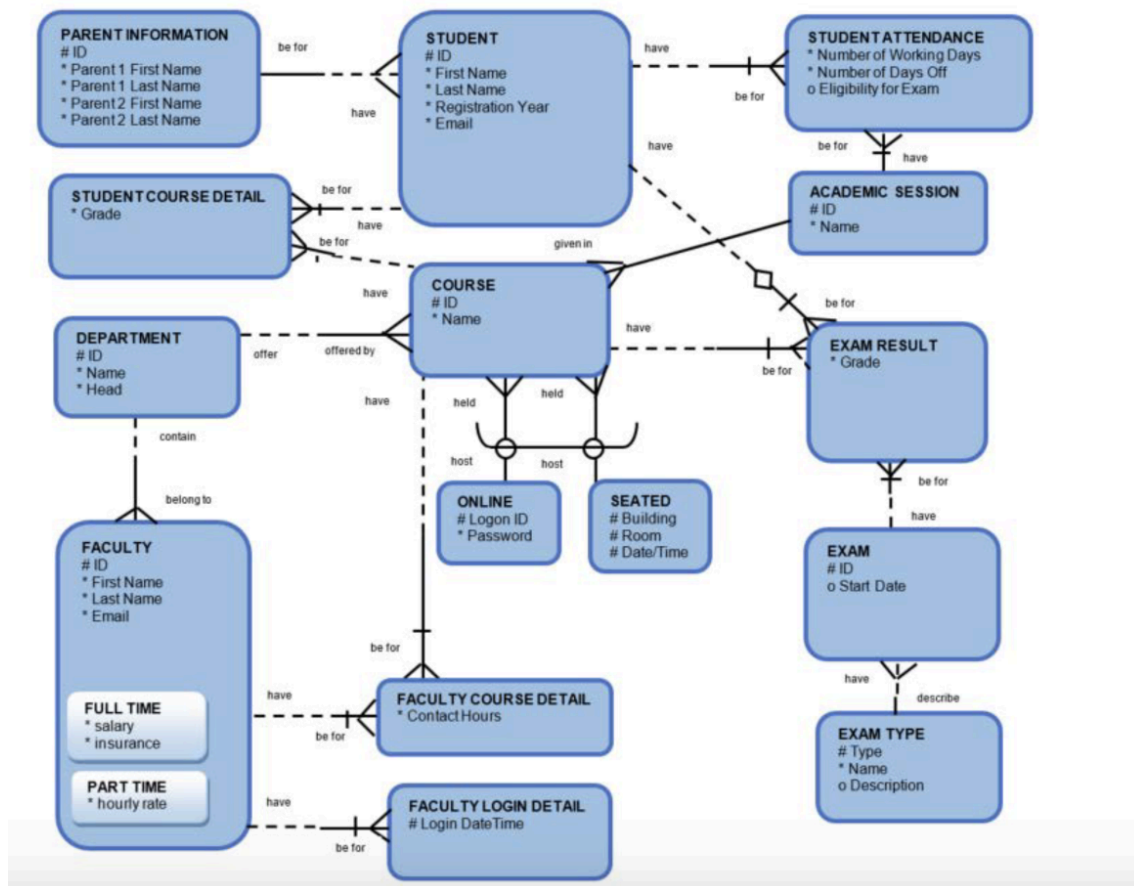 PARENT INFORMATION
# ID
* Parent 1 First Name
* Parent 1 Last Name
* Parent 2 First Name
* Parent 2 Last Name
be for
have
STUDENT
# ID
* First Name
* Last Name
* Registration Year
* Email
have
be for
STUDENT ATTENDANCE
* Number of Working Days
* Number of Days Off
o Eligibility for Exam
have
be for
have
ACADEMIC SESSION
# ID
* Name
STUDENT COURSE DETAIL
* Grade
be for
have
be for
have
given in
COURSE
# ID
* Name
have
be for
be for
EXAM RESULT
* Grade
DEPARTMENT
# ID
* Name
* Head
offer
offered by
have
held
held
host
host
contain
belong to
ONLINE
# Logon ID
* Password
SEATED
# Building
# Room
# Date/Time
be for
have
EXAM
# ID
o Start Date
FACULTY
# ID
* First Name
* Last Name
* Email
FULL TIME
* salary
* insurance
PART TIME
* hourly rate
be for
have
be for
FACULTY COURSE DETAIL
* Contact Hours
have
describe
EXAM TYPE
# Type
* Name
o Description
have
be for
FACULTY LOGIN DETAIL
# Login DateTime